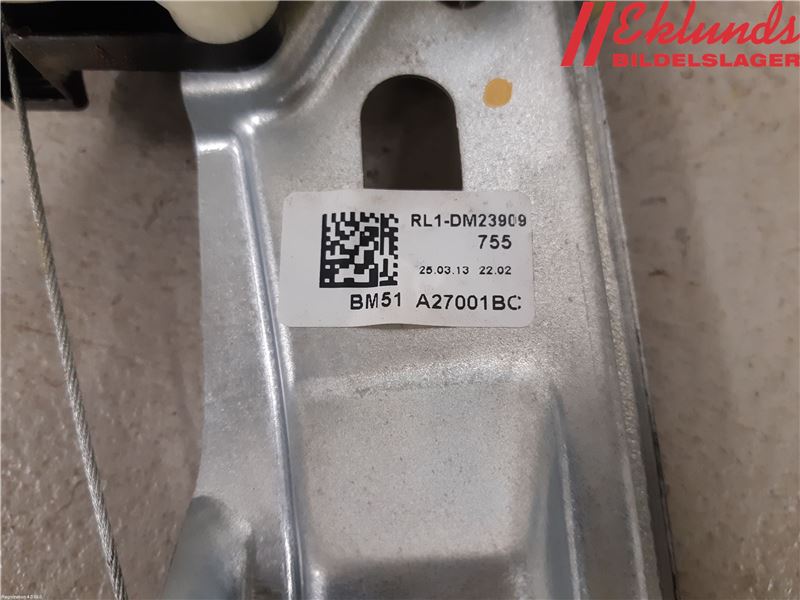 Eklunds
BILDELSLAGER
RL1-DM23909
755
25.03.13 22.02
BM51 A27001BC